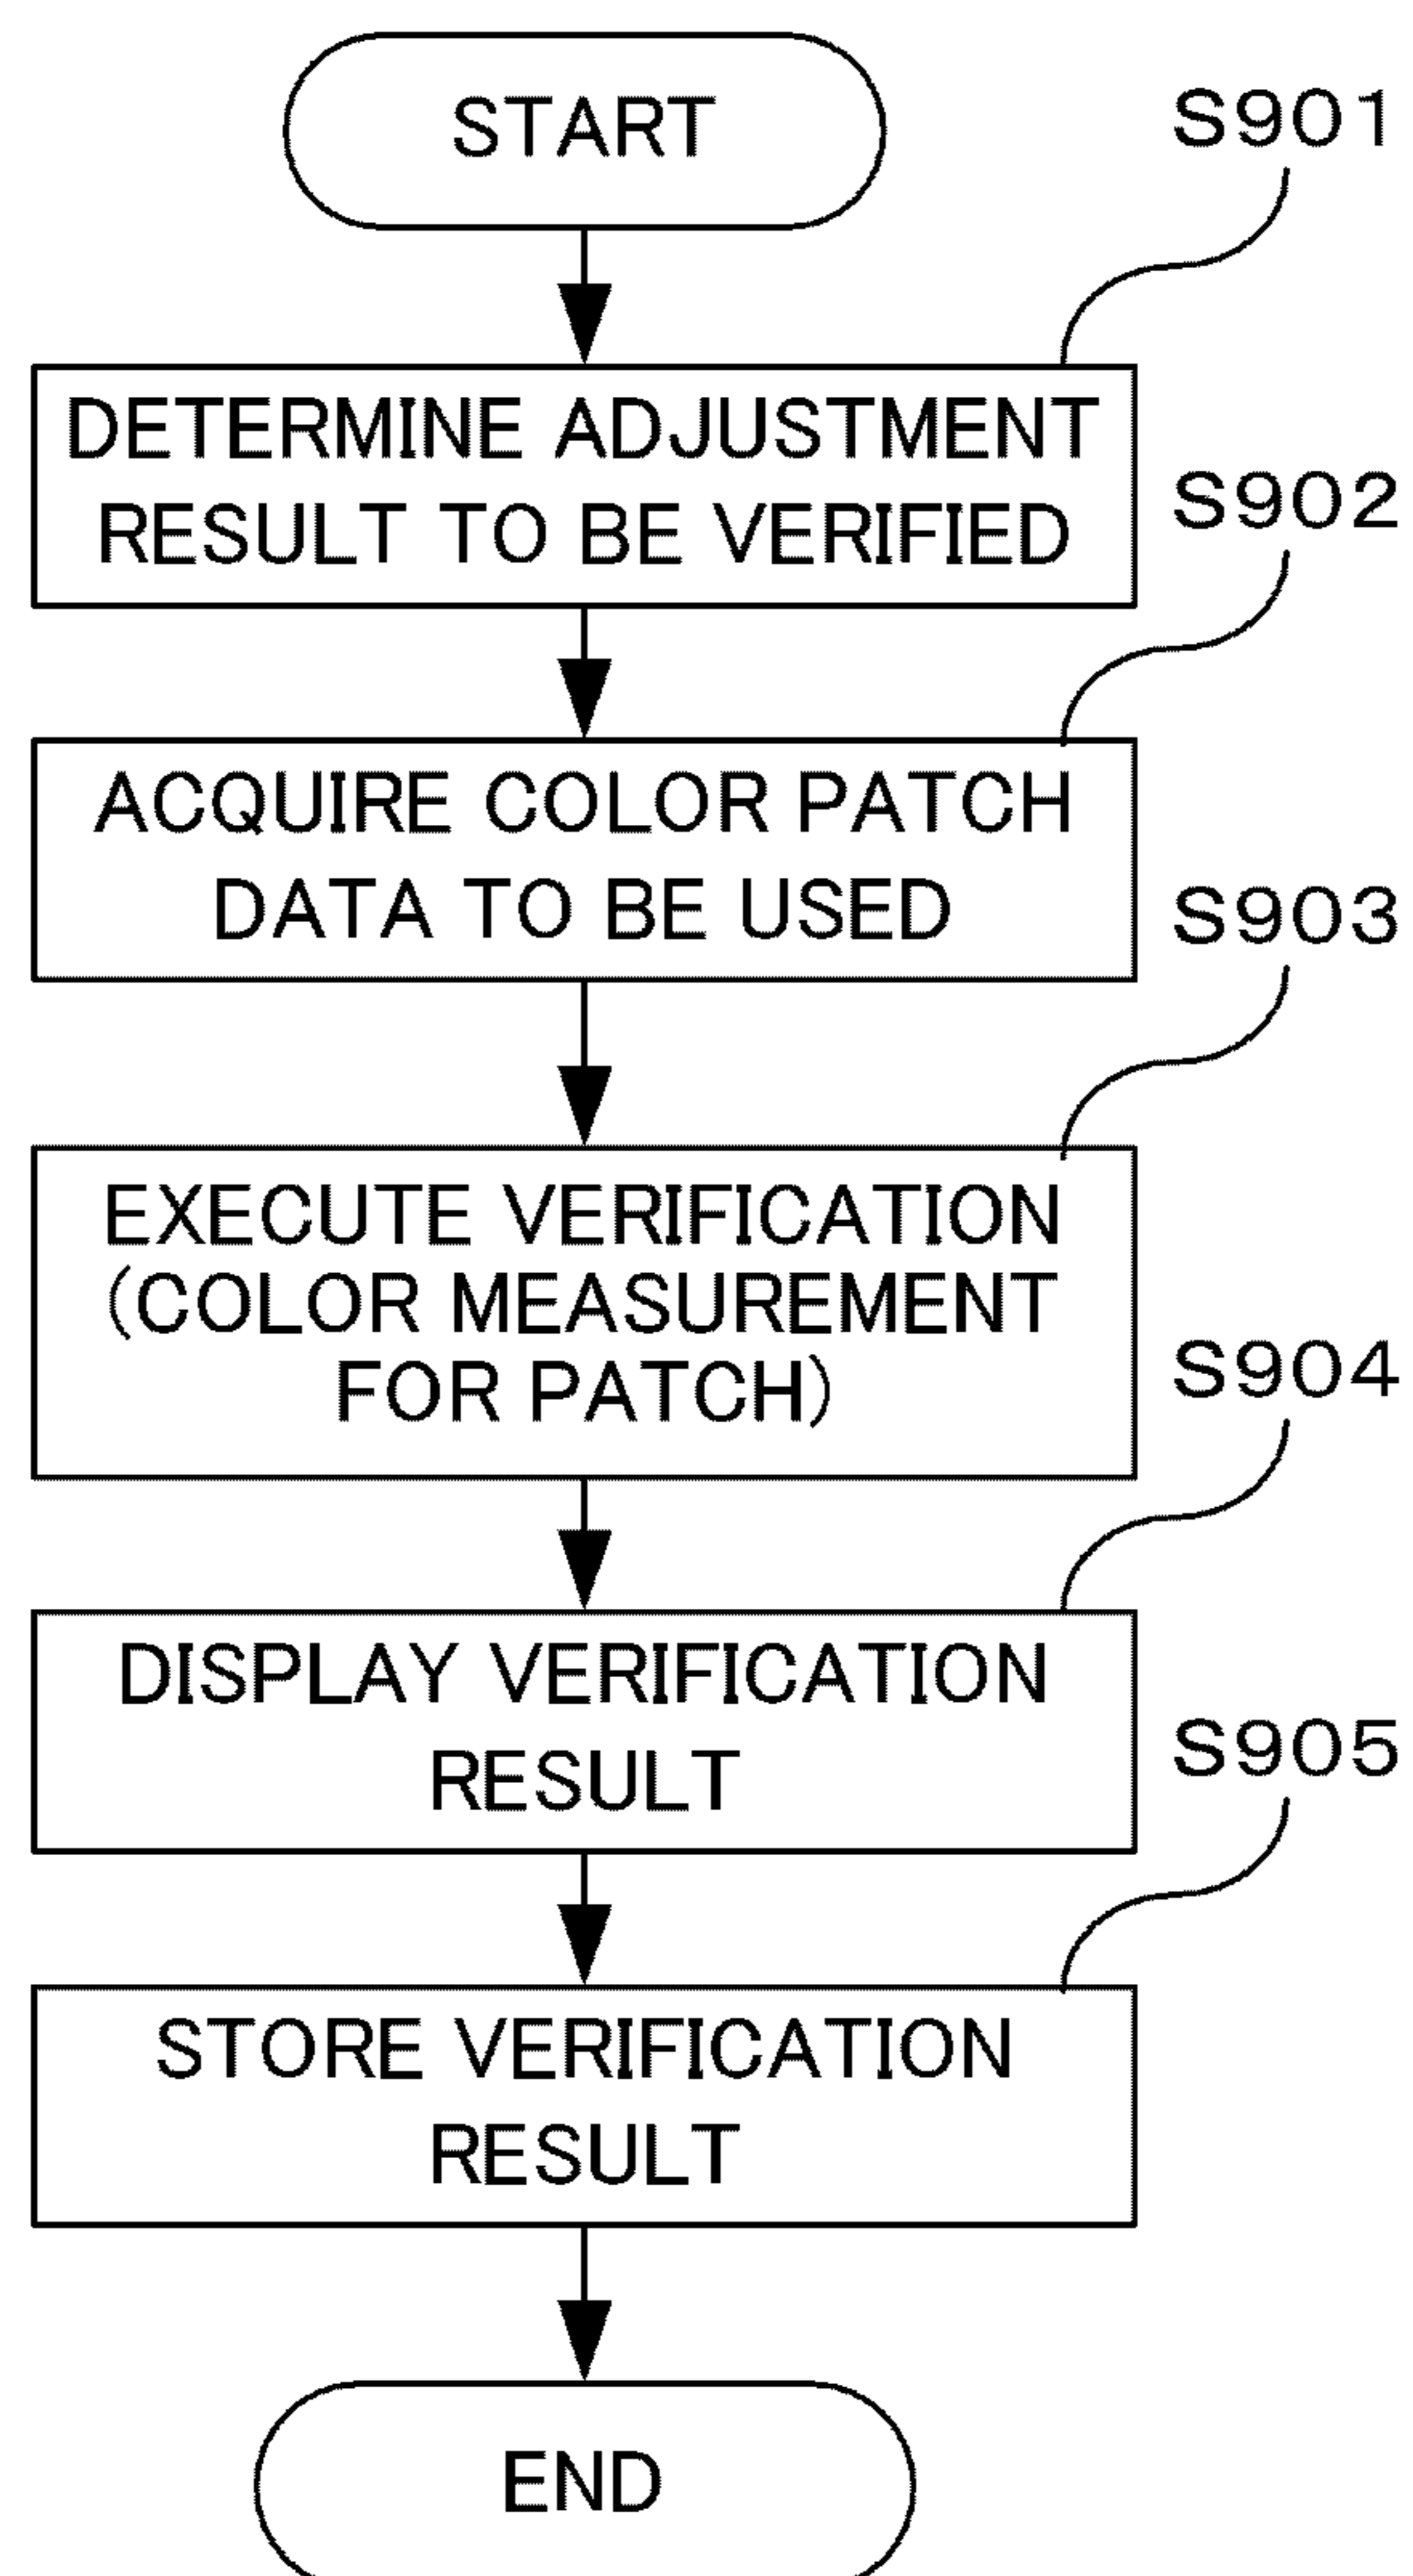 START
S901
DETERMINE ADJUSTMENT
RESULT TO BE VERIFIED
S902
ACQUIRE COLOR PATCH
DATA TO BE USED
S903
EXECUTE VERIFICATION
(COLOR MEASUREMENT
FOR PATCH)
S904
DISPLAY VERIFICATION
RESULT
S905
STORE VERIFICATION
RESULT
END